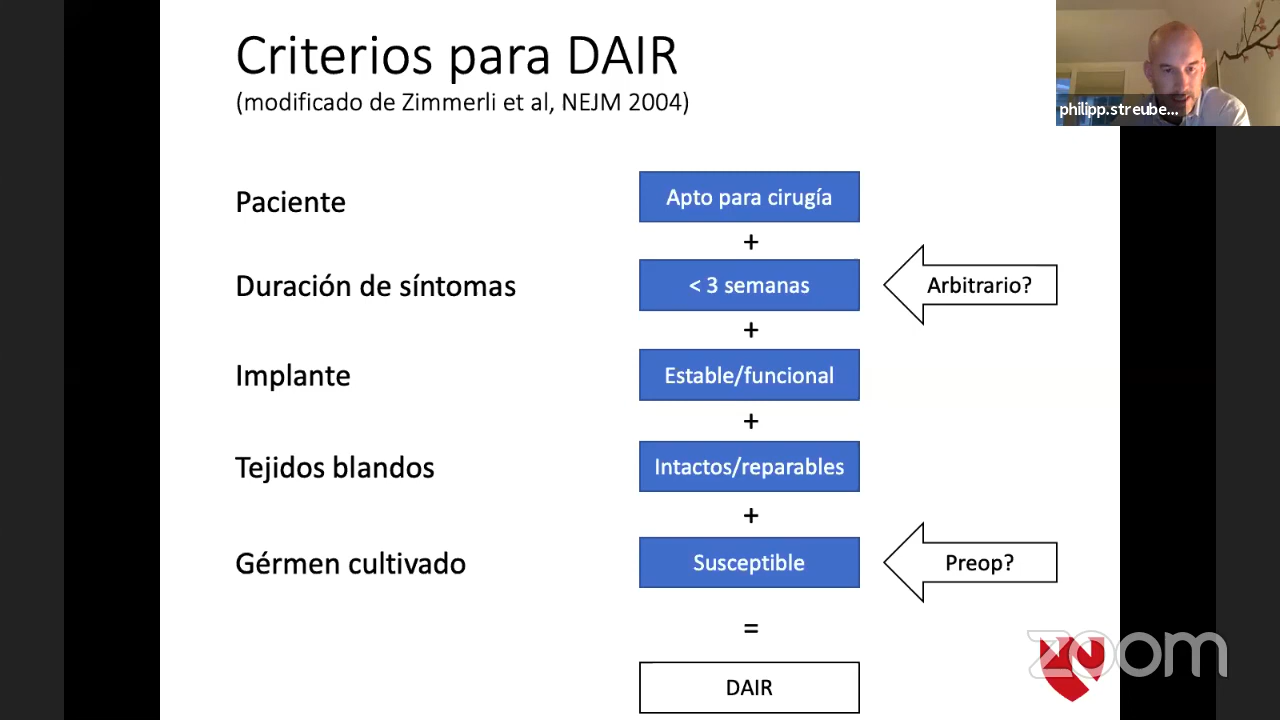 Criterios para DAIR
(modificado de Zimmerli et al, NEJM 2004)
philipp.streube...
Paciente
Apto para cirugía
+
Duración de síntomas
< 3 semanas
Arbitrario?
+
Implante
Estable/funcional
+
Tejidos blandos
Intactos/reparables
+
Gérmen cultivado
Susceptible
Preop?
=
DAIR
zoom